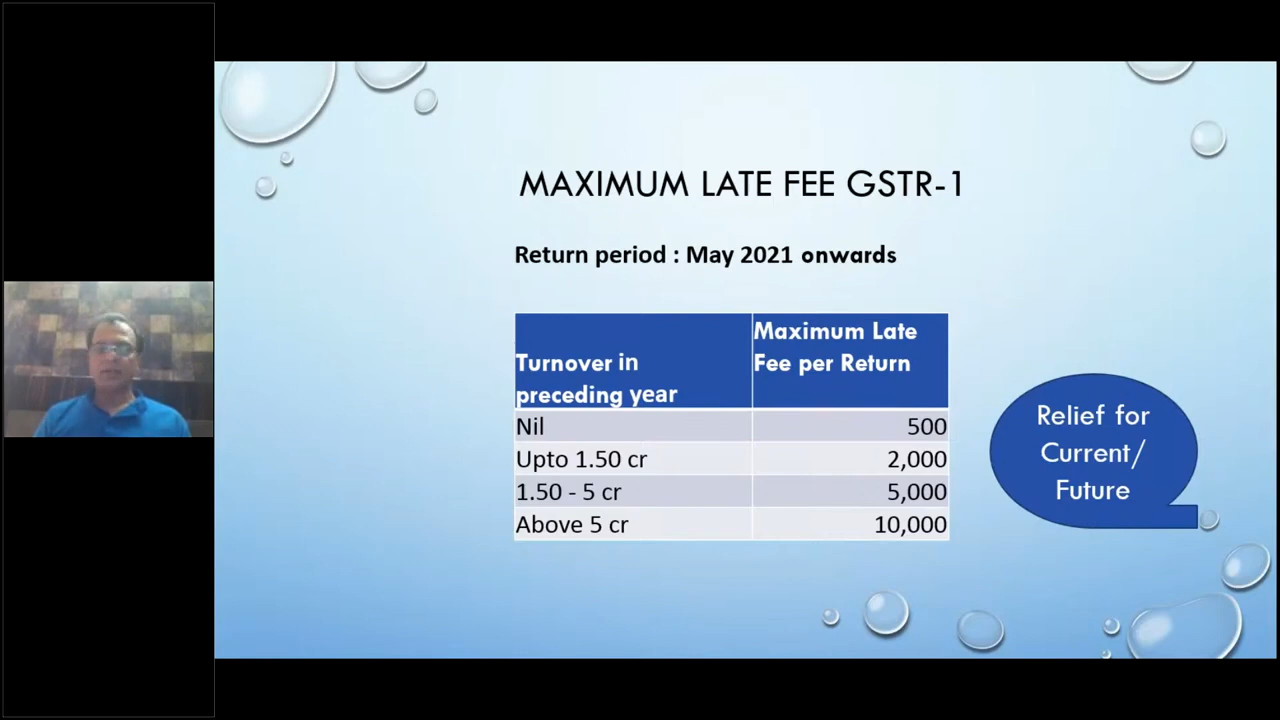 MAXIMUM LATE FEE GSTR-1
Return period : May 2021 onwards
Turnover in
preceding year
Maximum Late
Fee per Return
Nil 500
Upto 1.50 cr 2,000
1.50 - 5 cr 5,000
Above 5 cr 10,000
Relief for
Current/
Future